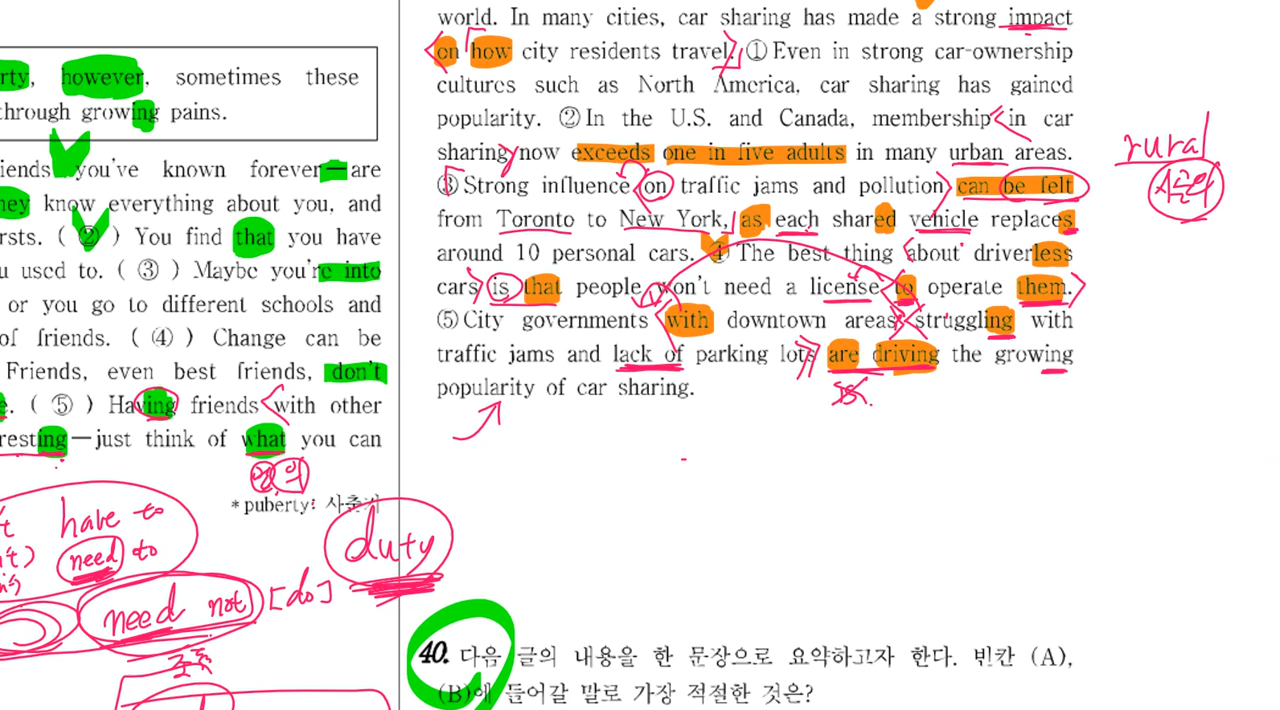 rty, however, sometimes these
through growing pains.
iends you've known forever—are
hey know everything about you, and
rsts. ( ② ) You find that you have
u used to. ( ③ ) Maybe you're into
or you go to different schools and
of friends. ( ④ ) Change can be
Friends, even best friends, don't
e. ( ⑤ ) Having friends with other
resting—just think of what you can
*puberty: 사춘기
have to
need to
need not [do]
duty
world. In many cities, car sharing has made a strong impact
on how city residents travel. ① Even in strong car-ownership
cultures such as North America, car sharing has gained
popularity. ② In the U.S. and Canada, membership in car
sharing now exceeds one in five adults in many urban areas.
③ Strong influence on traffic jams and pollution can be felt
from Toronto to New York, as each shared vehicle replaces
around 10 personal cars. ④ The best thing about driverless
cars is that people won't need a license to operate them.
⑤ City governments with downtown areas struggling with
traffic jams and lack of parking lots are driving the growing
popularity of car sharing.
rural
40. 다음 글의 내용을 한 문장으로 요약하고자 한다. 빈칸 (A),
(B)에 들어갈 말로 가장 적절한 것은?